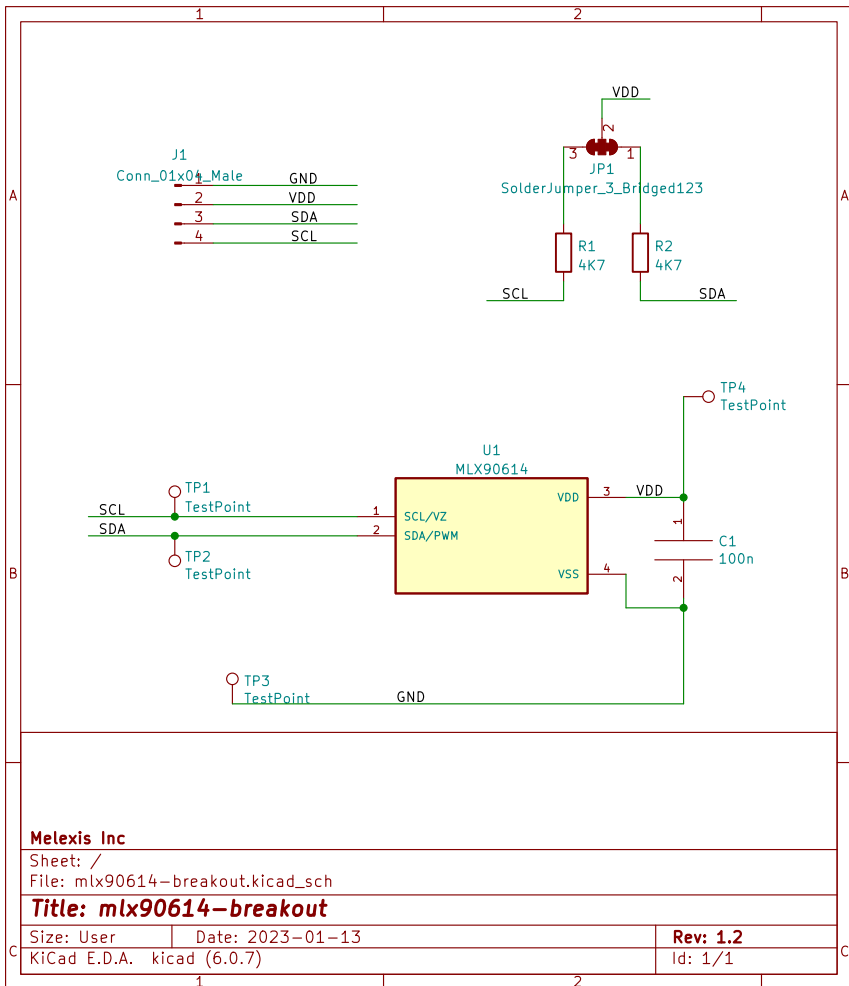 1
2
VDD
2
3
1
JP1
SolderJumper_3_Bridged123
J1
Conn_01x04_Male
1
GND
2
VDD
3
SDA
4
SCL
A
A
R1
4K7
R2
4K7
SCL
SDA
TP4
TestPoint
U1
MLX90614
TP1
TestPoint
SCL
SDA
TP2
TestPoint
1
SCL/VZ
2
SDA/PWM
VDD
3
VDD
VSS
4
1
C1
100n
2
B
B
TP3
TestPoint
GND
Melexis Inc
Sheet: /
File: mlx90614-breakout.kicad_sch
Title: mlx90614-breakout
Size: User
Date: 2023-01-13
Rev: 1.2
KiCad E.D.A. kicad (6.0.7)
Id: 1/1
C
C
1
2